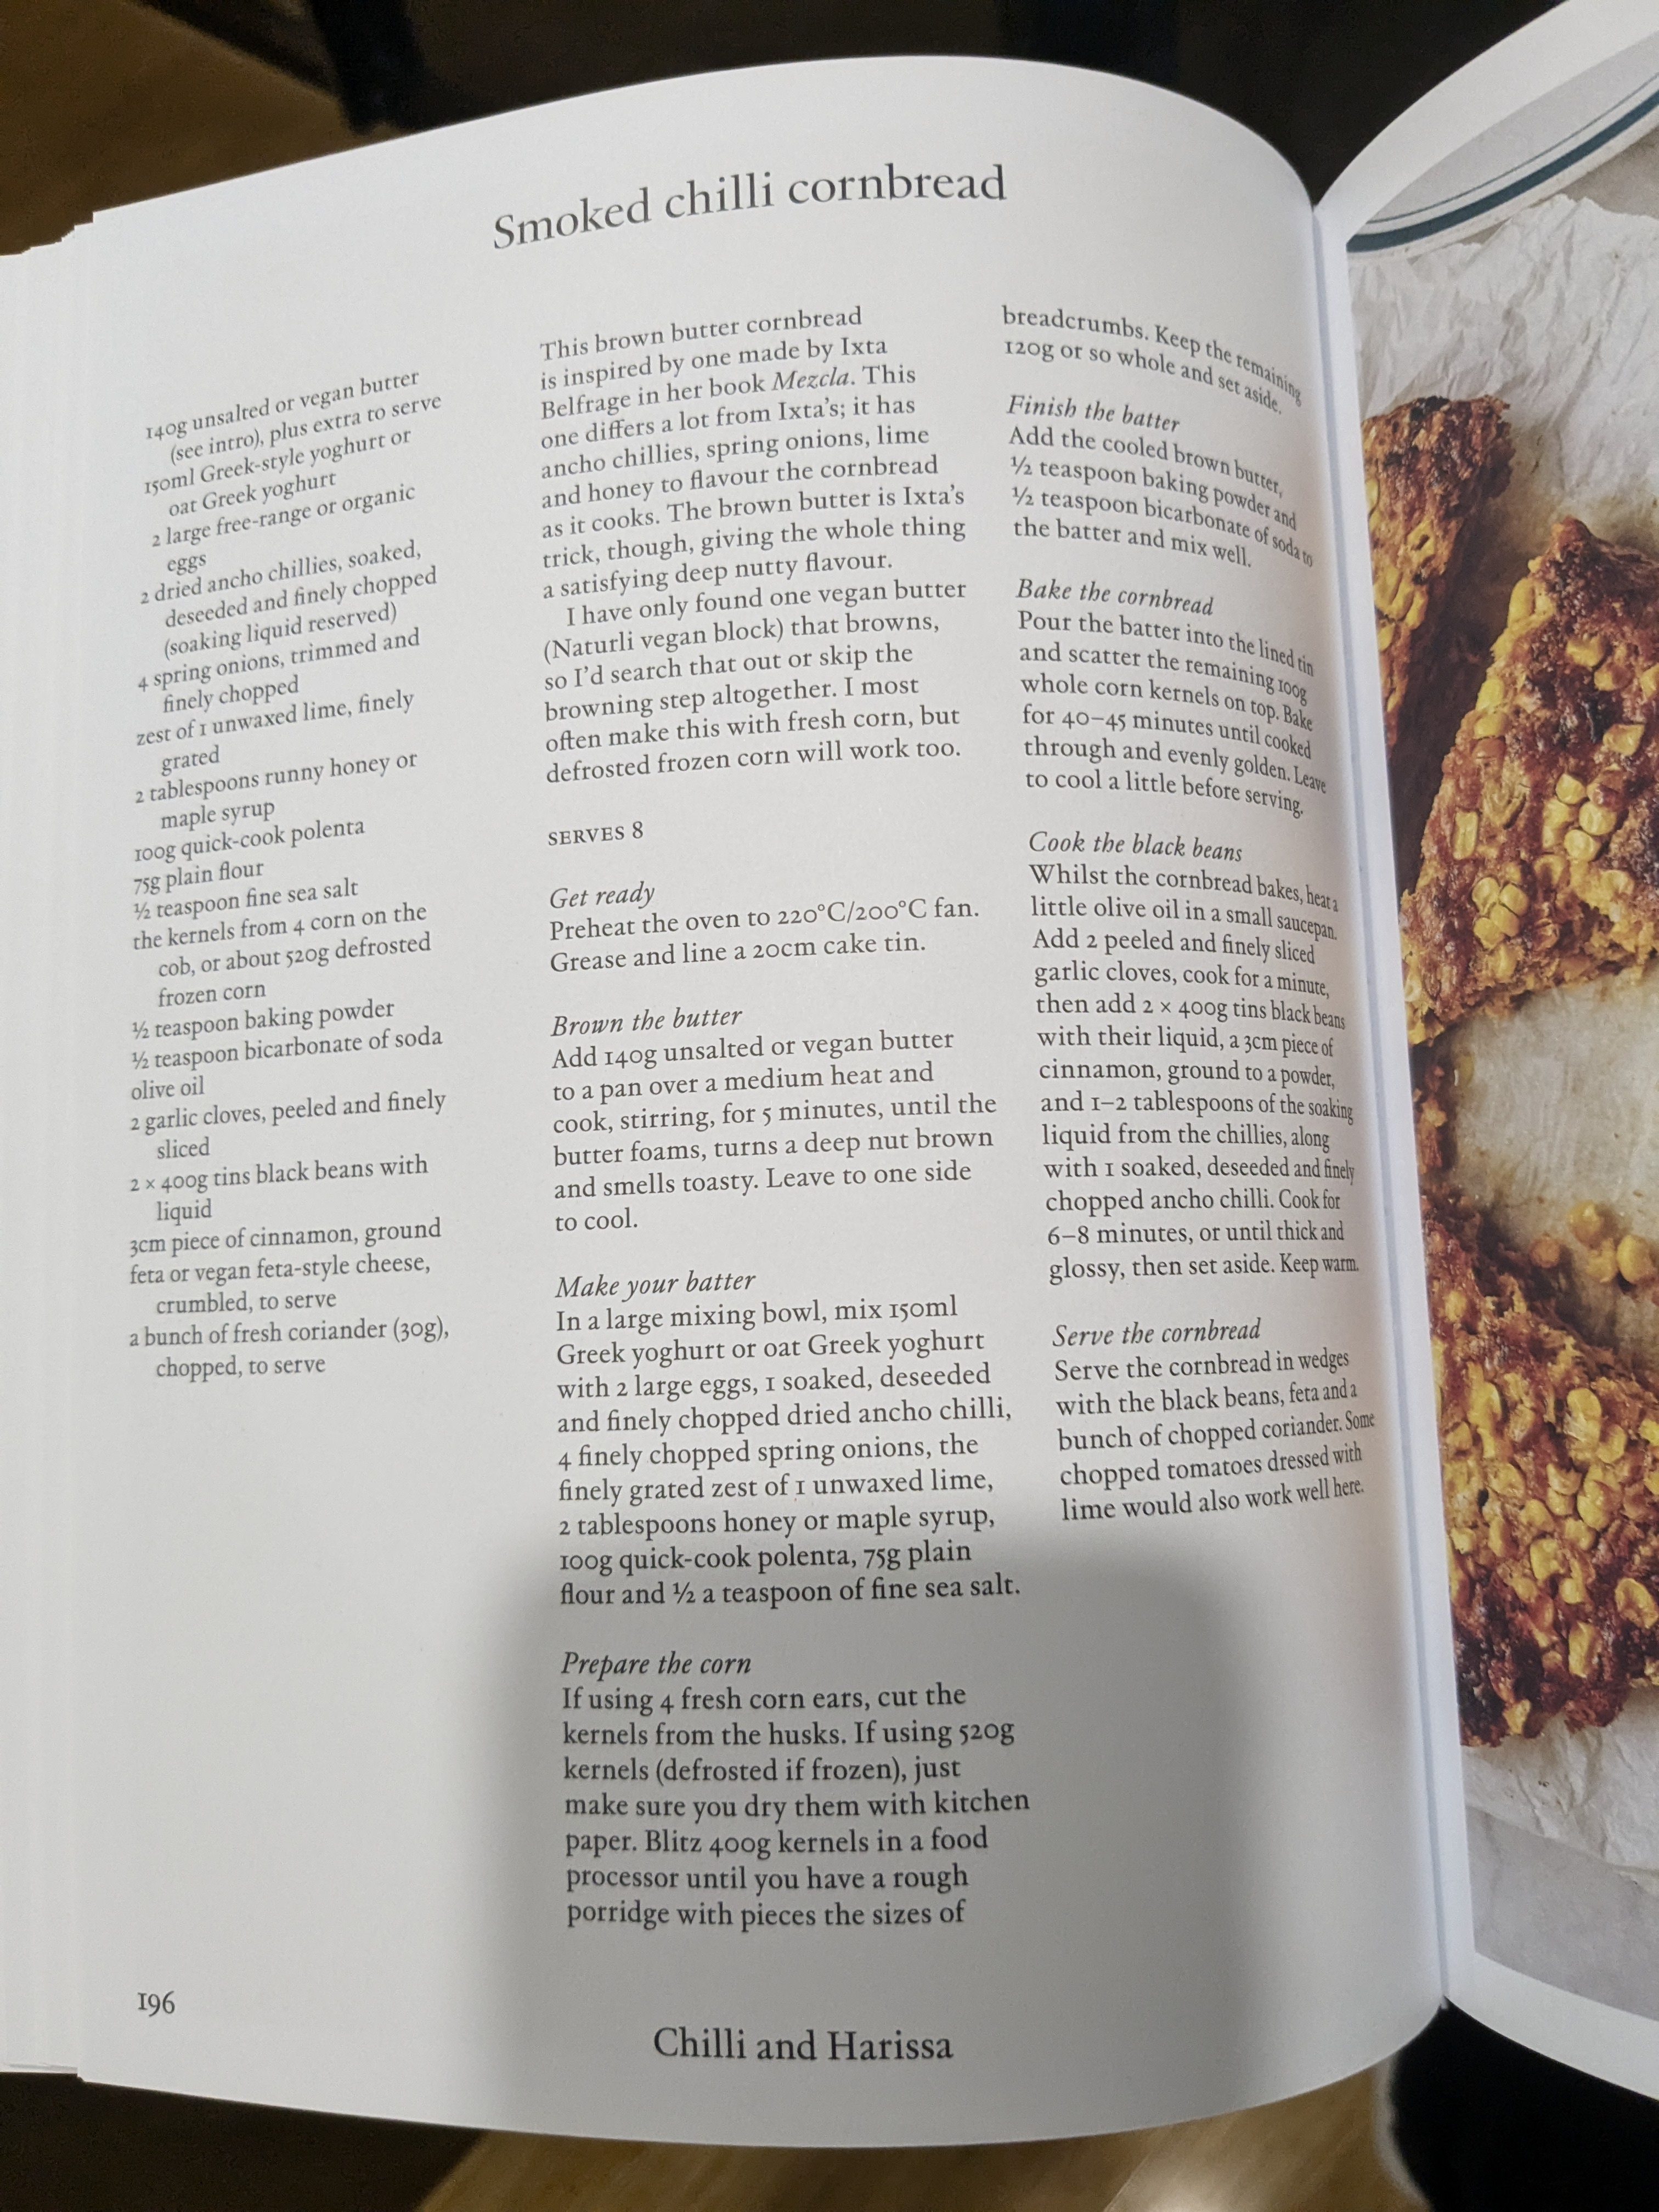 Smoked chilli cornbread
140g unsalted or vegan butter
(see intro), plus extra to serve
150ml Greek-style yoghurt or
oat Greek yoghurt
2 large free-range or organic
eggs
2 dried ancho chillies, soaked,
deseeded and finely chopped
(soaking liquid reserved)
4 spring onions, trimmed and
finely chopped
zest of 1 unwaxed lime, finely
grated
2 tablespoons runny honey or
maple syrup
100g quick-cook polenta
75g plain flour
½ teaspoon fine sea salt
the kernels from 4 corn on the
cob, or about 520g defrosted
frozen corn
½ teaspoon baking powder
½ teaspoon bicarbonate of soda
olive oil
2 garlic cloves, peeled and finely
sliced
2 × 400g tins black beans with
liquid
3cm piece of cinnamon, ground
feta or vegan feta-style cheese,
crumbled, to serve
a bunch of fresh coriander (30g),
chopped, to serve
This brown butter cornbread
is inspired by one made by Ixta
Belfrage in her book Mezcla. This
one differs a lot from Ixta's; it has
ancho chillies, spring onions, lime
and honey to flavour the cornbread
as it cooks. The brown butter is Ixta's
trick, though, giving the whole thing
a satisfying deep nutty flavour.
I have only found one vegan butter
(Naturli vegan block) that browns,
so I'd search that out or skip the
browning step altogether. I most
often make this with fresh corn, but
defrosted frozen corn will work too.
SERVES 8
Get ready
Preheat the oven to 220°C/200°C fan.
Grease and line a 20cm cake tin.
Brown the butter
Add 140g unsalted or vegan butter
to a pan over a medium heat and
cook, stirring, for 5 minutes, until the
butter foams, turns a deep nut brown
and smells toasty. Leave to one side
to cool.
Make your batter
In a large mixing bowl, mix 150ml
Greek yoghurt or oat Greek yoghurt
with 2 large eggs, 1 soaked, deseeded
and finely chopped dried ancho chilli,
4 finely chopped spring onions, the
finely grated zest of 1 unwaxed lime,
2 tablespoons honey or maple syrup,
100g quick-cook polenta, 75g plain
flour and ½ a teaspoon of fine sea salt.
Prepare the corn
If using 4 fresh corn ears, cut the
kernels from the husks. If using 520g
kernels (defrosted if frozen), just
make sure you dry them with kitchen
paper. Blitz 400g kernels in a food
processor until you have a rough
porridge with pieces the sizes of
breadcrumbs. Keep the remaining
120g or so whole and set aside.
Finish the batter
Add the cooled brown butter,
½ teaspoon baking powder and
½ teaspoon bicarbonate of soda to
the batter and mix well.
Bake the cornbread
Pour the batter into the lined tin
and scatter the remaining 100g
whole corn kernels on top. Bake
for 40–45 minutes until cooked
through and evenly golden. Leave
to cool a little before serving.
Cook the black beans
Whilst the cornbread bakes, heat a
little olive oil in a small saucepan.
Add 2 peeled and finely sliced
garlic cloves, cook for a minute,
then add 2 × 400g tins black beans
with their liquid, a 3cm piece of
cinnamon, ground to a powder,
and 1–2 tablespoons of the soaking
liquid from the chillies, along
with 1 soaked, deseeded and finely
chopped ancho chilli. Cook for
6–8 minutes, or until thick and
glossy, then set aside. Keep warm.
Serve the cornbread
Serve the cornbread in wedges
with the black beans, feta and a
bunch of chopped coriander. Some
chopped tomatoes dressed with
lime would also work well here.
196
Chilli and Harissa